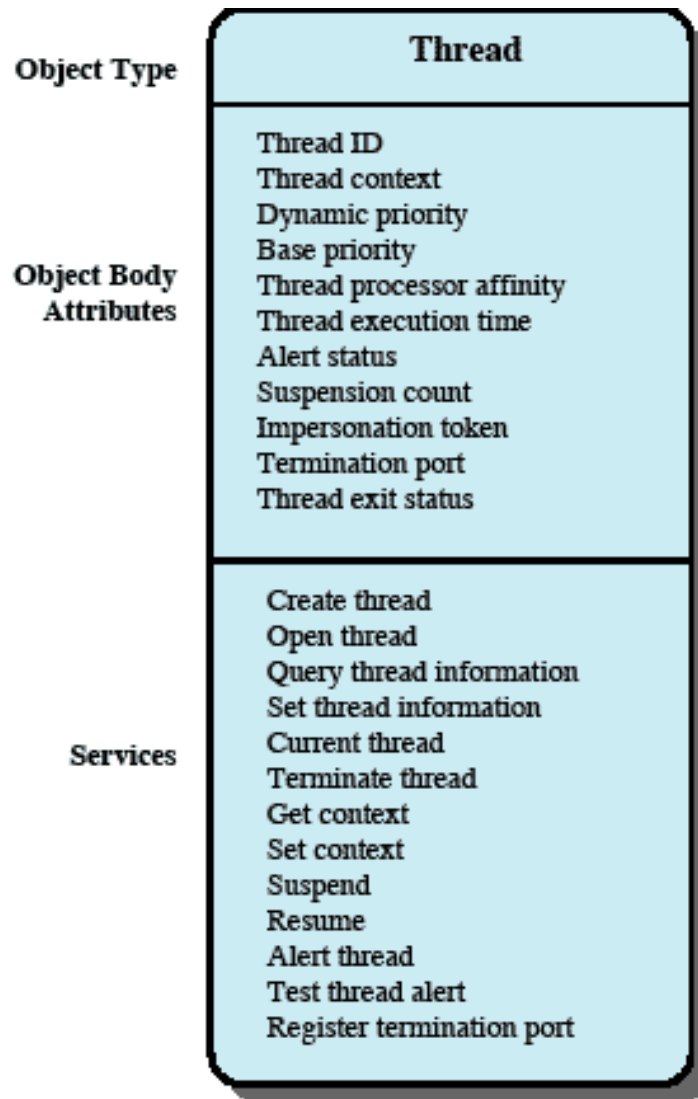 Object Type
Thread
Object Body
Attributes
Thread ID
Thread context
Dynamic priority
Base priority
Thread processor affinity
Thread execution time
Alert status
Suspension count
Impersonation token
Termination port
Thread exit status
Services
Create thread
Open thread
Query thread information
Set thread information
Current thread
Terminate thread
Get context
Set context
Suspend
Resume
Alert thread
Test thread alert
Register termination port